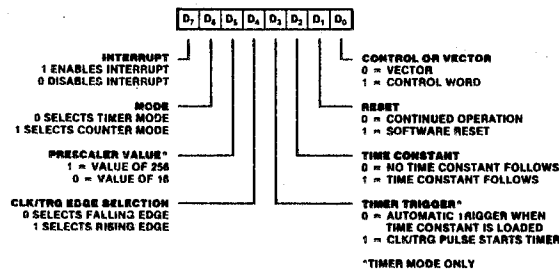 D7 D6 D5 D4 D3 D2 D1 D0
INTERRUPT
1 ENABLES INTERRUPT
0 DISABLES INTERRUPT
MODE
0 SELECTS TIMER MODE
1 SELECTS COUNTER MODE
PRESCALER VALUE*
1 = VALUE OF 256
0 = VALUE OF 16
CLK/TRG EDGE SELECTION
0 SELECTS FALLING EDGE
1 SELECTS RISING EDGE
CONTROL OR VECTOR
0 = VECTOR
1 = CONTROL WORD
RESET
0 = CONTINUED OPERATION
1 = SOFTWARE RESET
TIME CONSTANT
0 = NO TIME CONSTANT FOLLOWS
1 = TIME CONSTANT FOLLOWS
TIMER TRIGGER*
0 = AUTOMATIC TRIGGER WHEN
TIME CONSTANT IS LOADED
1 = CLK/TRG PULSE STARTS TIMER
*TIMER MODE ONLY